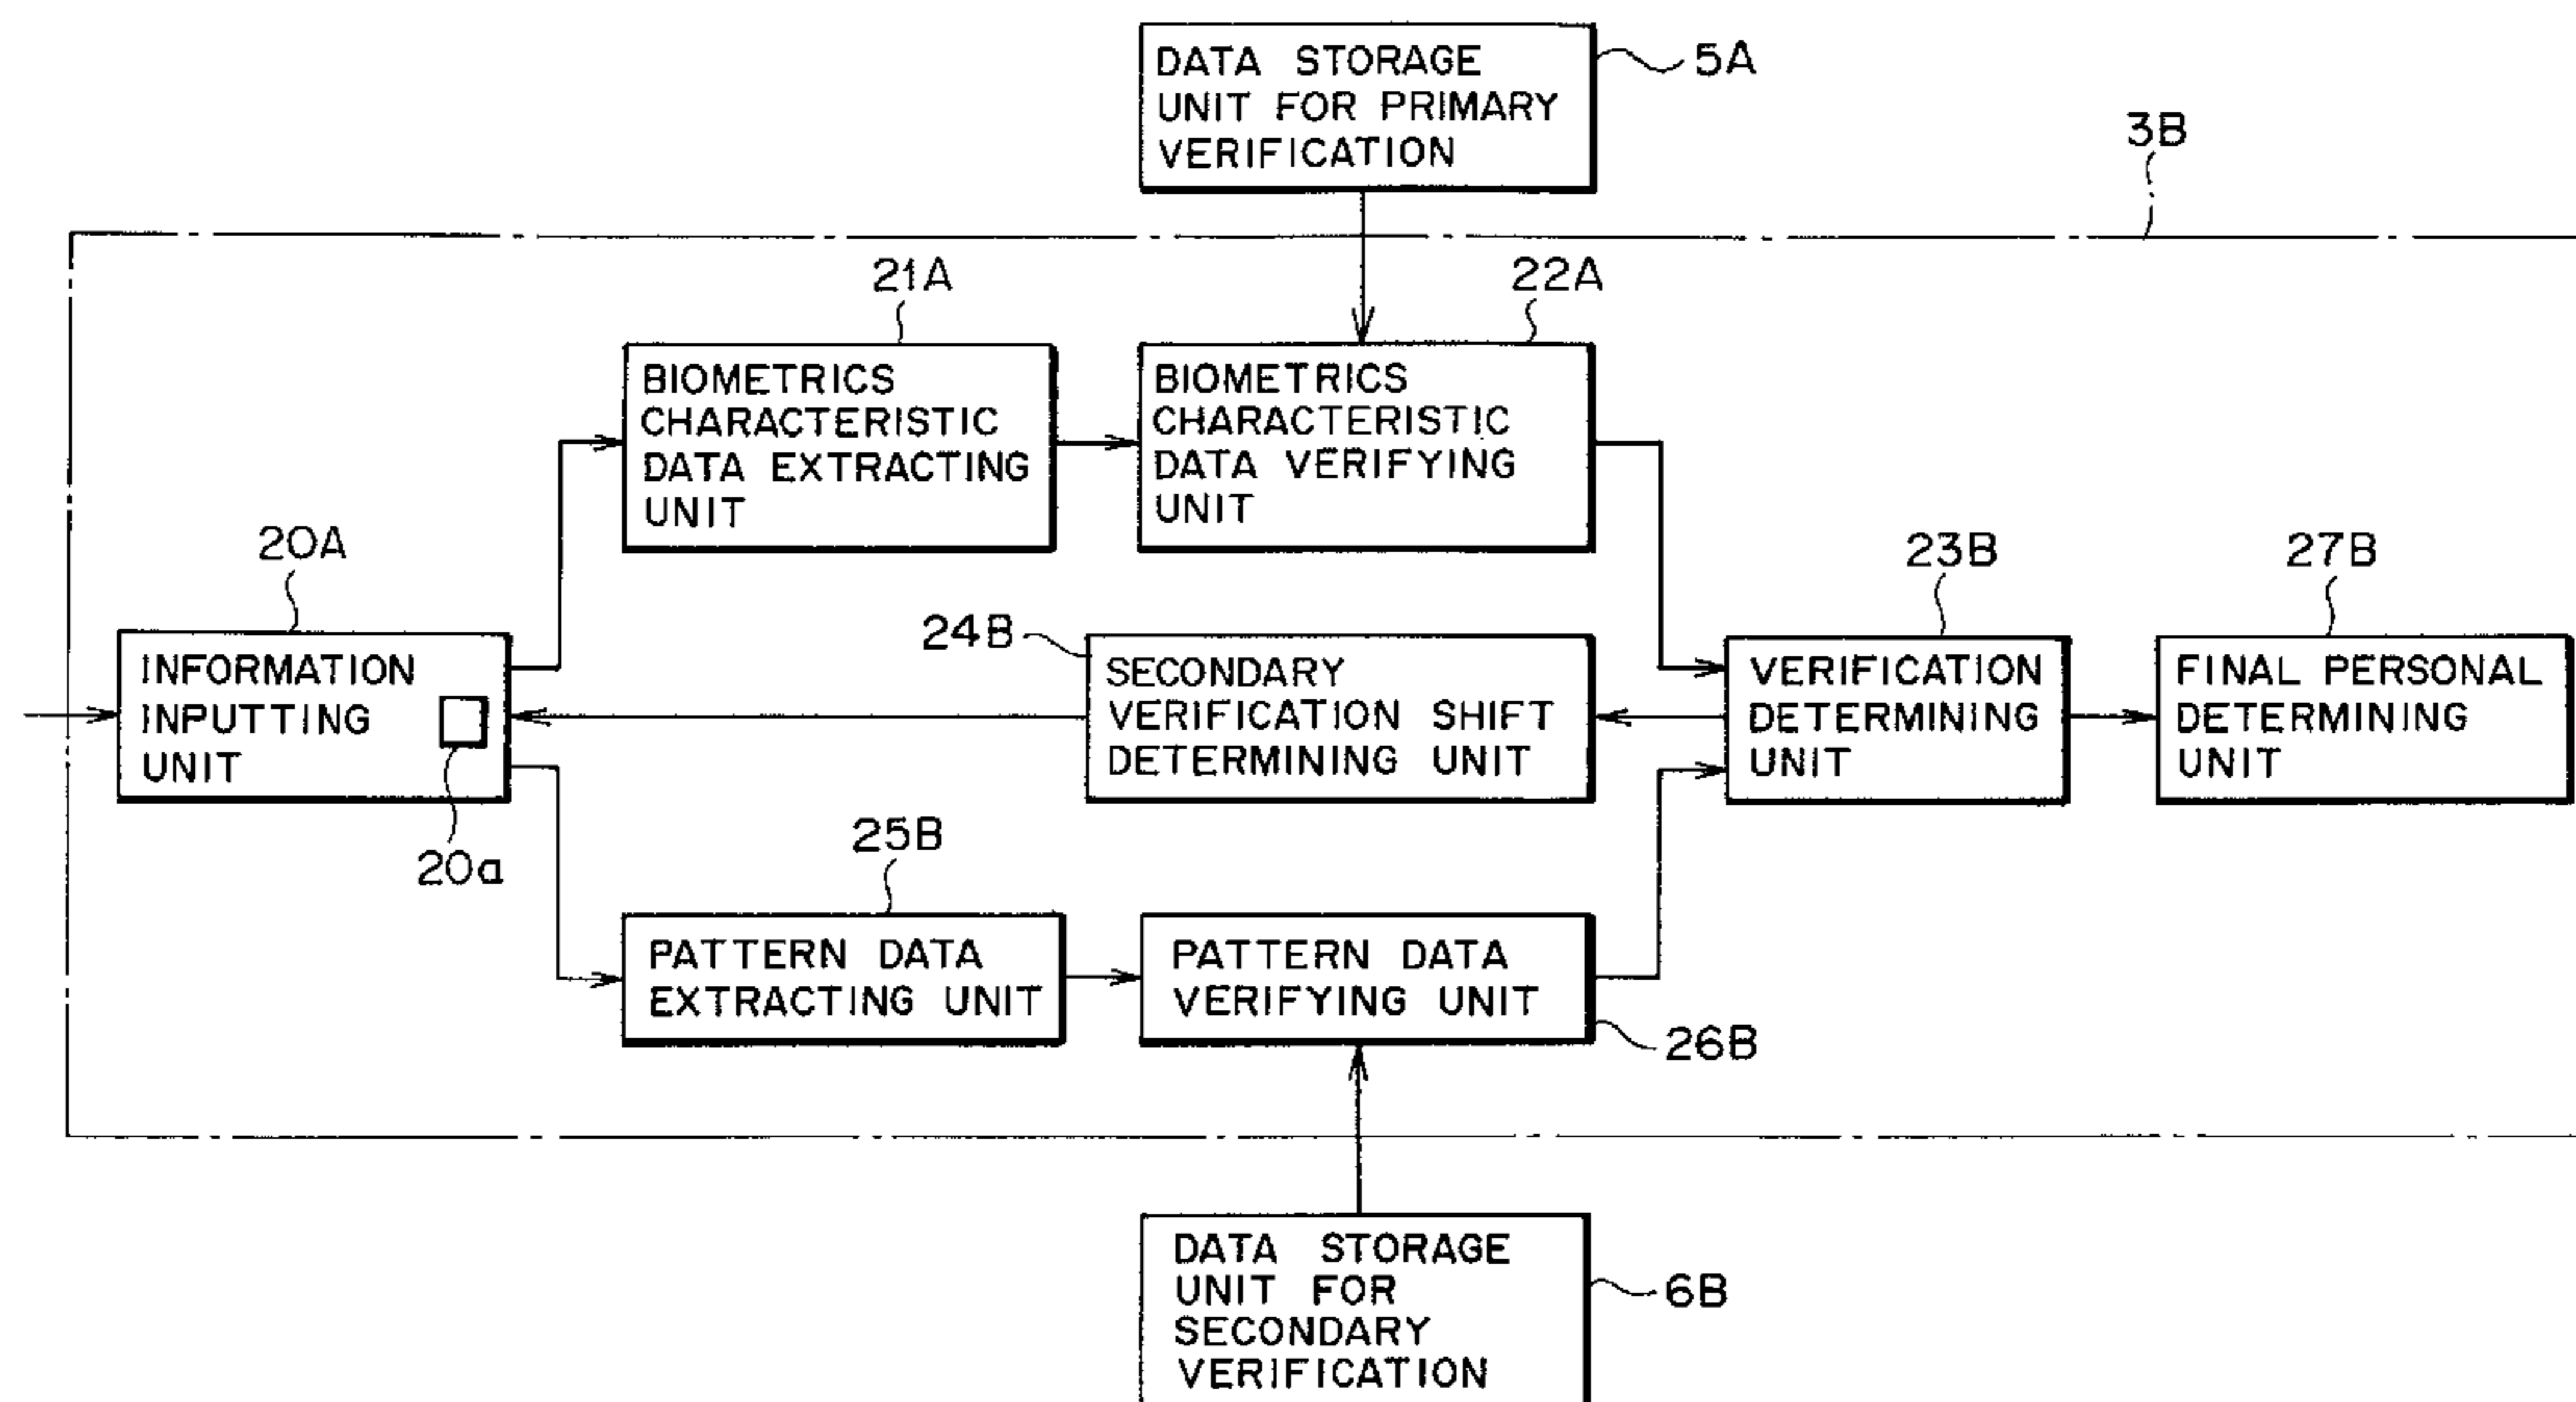 DATA STORAGE
UNIT FOR PRIMARY
VERIFICATION
5A
3B
21A
22A
BIOMETRICS
CHARACTERISTIC
DATA EXTRACTING
UNIT
BIOMETRICS
CHARACTERISTIC
DATA VERIFYING
UNIT
20A
23B
27B
24B
INFORMATION
INPUTTING
UNIT
SECONDARY
VERIFICATION SHIFT
DETERMINING UNIT
VERIFICATION
DETERMINING
UNIT
FINAL PERSONAL
DETERMINING
UNIT
20a
25B
PATTERN DATA
EXTRACTING UNIT
PATTERN DATA
VERIFYING UNIT
26B
DATA STORAGE
UNIT FOR
SECONDARY
VERIFICATION
6B